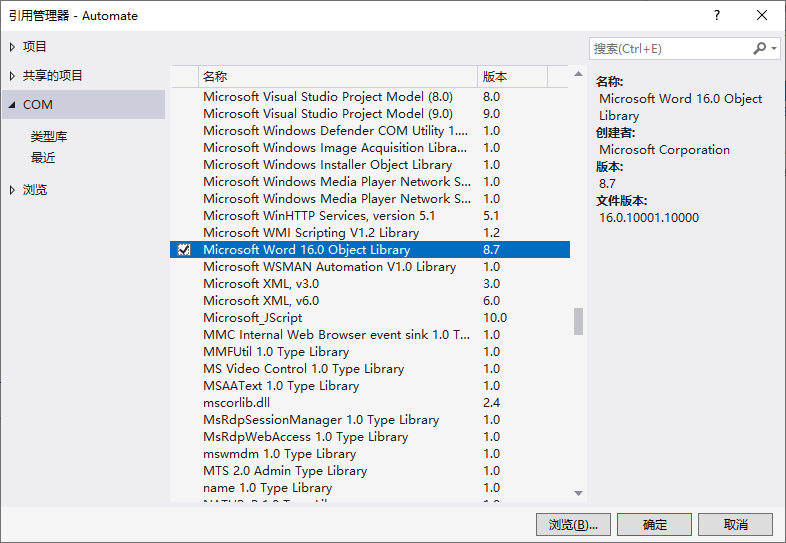 引用管理器 - Automate
? ×
项目
共享的项目
COM
类型库
最近
浏览
名称 版本
Microsoft Visual Studio Project Model (8.0) 8.0
Microsoft Visual Studio Project Model (9.0) 9.0
Microsoft Windows Defender COM Utility 1.... 1.0
Microsoft Windows Image Acquisition Libra... 1.0
Microsoft Windows Installer Object Library 1.0
Microsoft Windows Media Player Network S... 1.0
Microsoft Windows Media Player Network S... 1.0
Microsoft WinHTTP Services, version 5.1 5.1
Microsoft WMI Scripting V1.2 Library 1.2
Microsoft Word 16.0 Object Library 8.7
Microsoft WSMAN Automation V1.0 Library 1.0
Microsoft XML, v3.0 3.0
Microsoft XML, v6.0 6.0
Microsoft_JScript 10.0
MMC Internal Web Browser event sink 1.0 T... 1.0
MMFUtil 1.0 Type Library 1.0
MS Video Control 1.0 Type Library 1.0
MSAAText 1.0 Type Library 1.0
mscorlib.dll 2.4
MsRdpSessionManager 1.0 Type Library 1.0
MsRdpWebAccess 1.0 Type Library 1.0
mswmdm 1.0 Type Library 1.0
MTS 2.0 Admin Type Library 1.0
name 1.0 Type Library 1.0
搜索(Ctrl+E)
名称:
Microsoft Word 16.0 Object
Library
创建者:
Microsoft Corporation
版本:
8.7
文件版本:
16.0.10001.10000
浏览(B)... 确定 取消